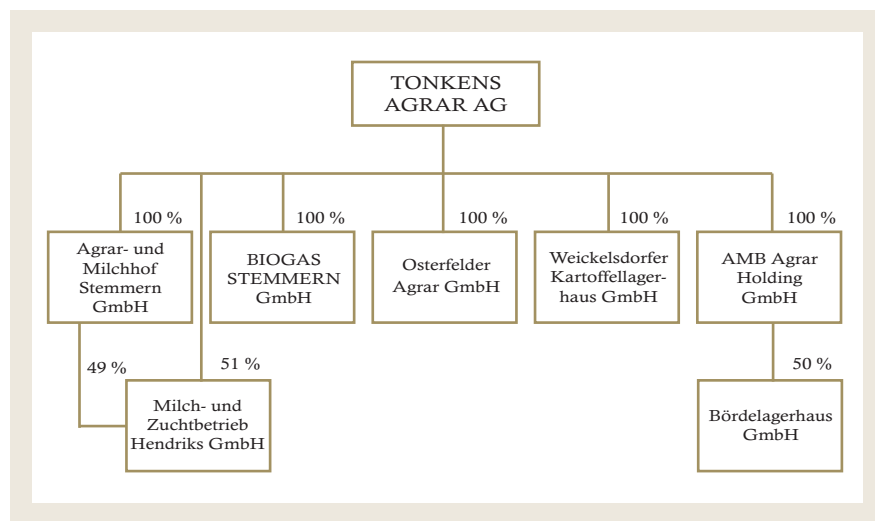 TONKENS
AGRAR AG
100 %
100 %
100 %
100 %
100 %
Agrar- und
Milchhof
Stemmern
GmbH
BIOGAS
STEMMERN
GmbH
Osterfelder
Agrar GmbH
Weickelsdorfer
Kartoffellager-
haus GmbH
AMB Agrar
Holding
GmbH
49 %
51 %
50 %
Milch- und
Zuchtbetrieb
Hendriks GmbH
Bördelagerhaus
GmbH